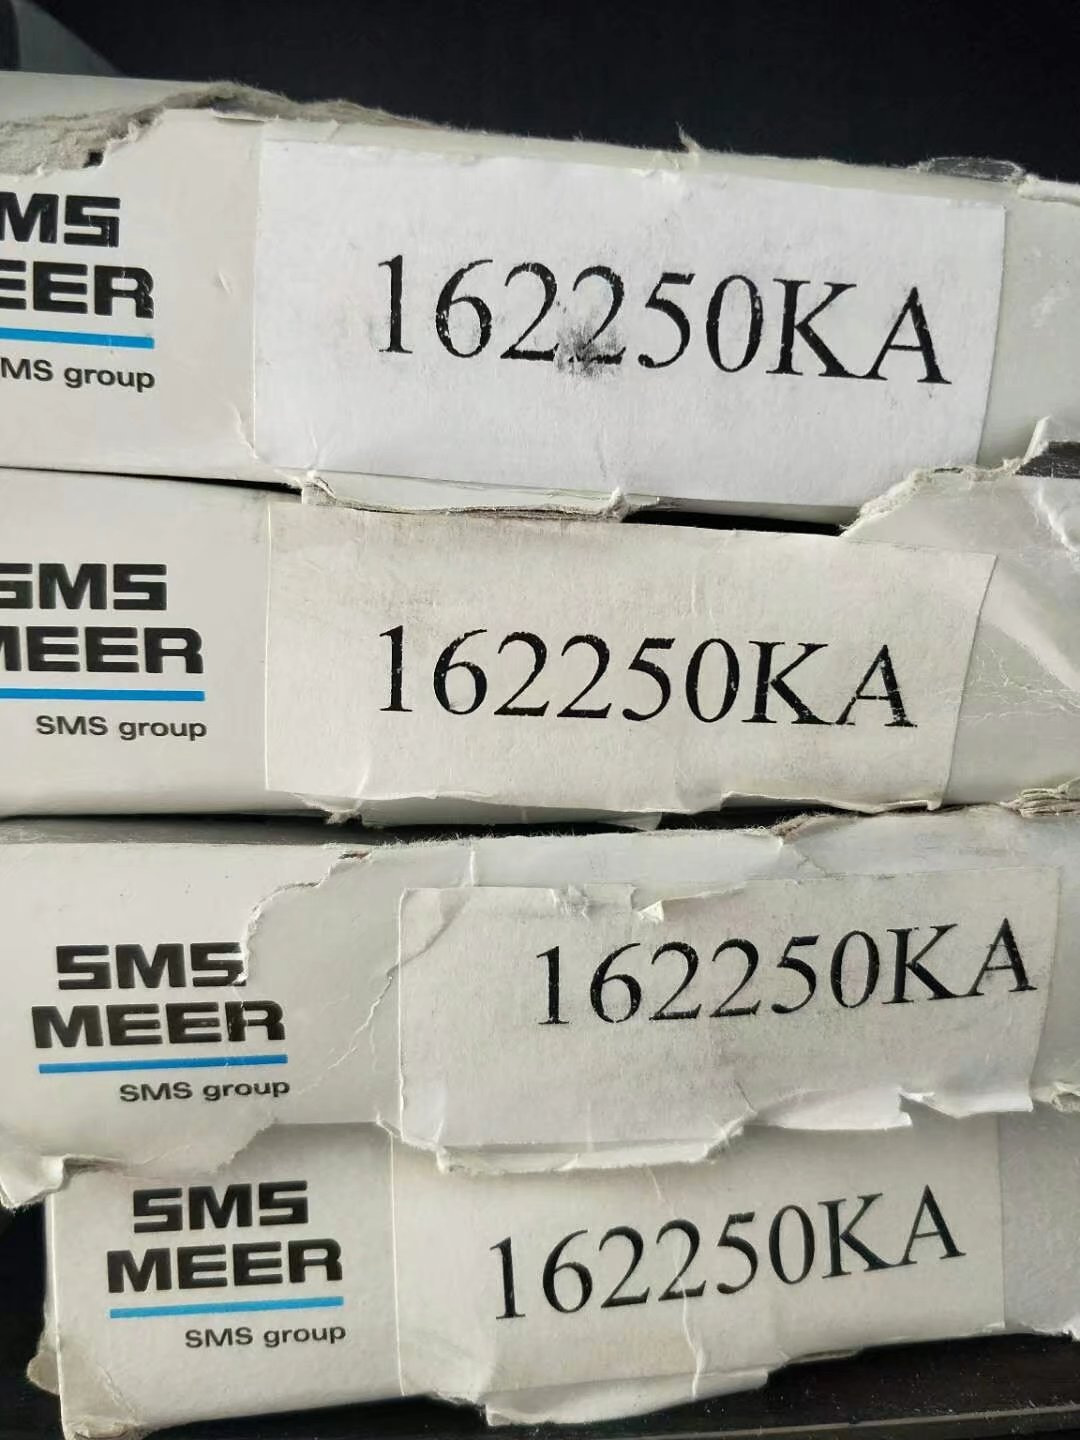 MS
EER
MS group
162250KA
SMS
MEER
SMS group
162250KA
SMS
MEER
SMS group
162250KA
SMS
MEER
SMS group
162250KA